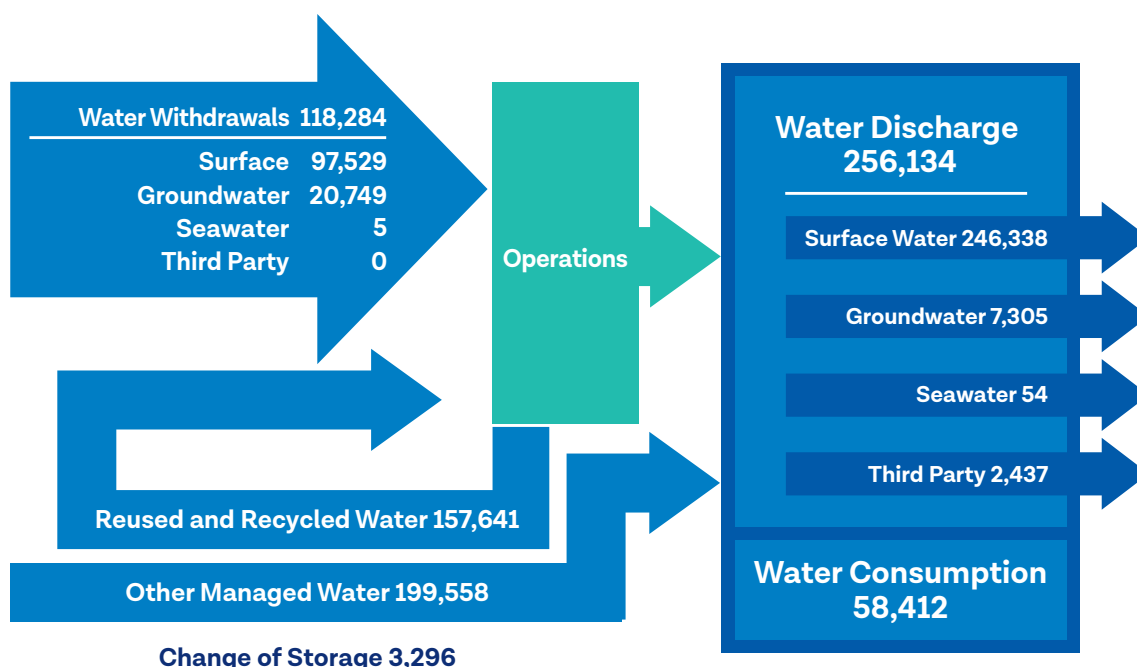 Water Withdrawals 118,284
Surface 97,529
Groundwater 20,749
Seawater 5
Third Party 0
Reused and Recycled Water 157,641
Other Managed Water 199,558
Change of Storage 3,296
Operations
Water Discharge
256,134
Surface Water 246,338
Groundwater 7,305
Seawater 54
Third Party 2,437
Water Consumption
58,412